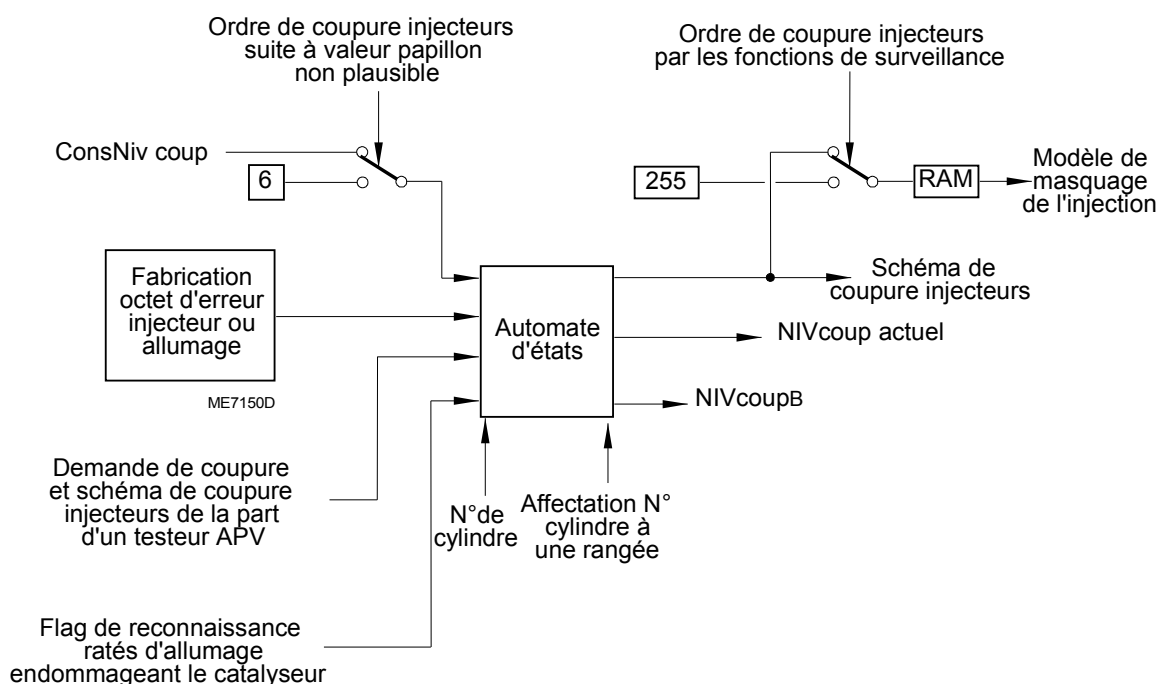 Ordre de coupure injecteurs
suite à valeur papillon
non plausible
Ordre de coupure injecteurs
par les fonctions de surveillance
ConsNiv coup
6
255
RAM
Modèle de
masquage
de l'injection
Fabrication
octet d'erreur
injecteur ou
allumage
ME7150D
Automate
d'états
Schéma de
coupure injecteurs
NIVcoup actuel
NIVcoupB
Demande de coupure
et schéma de coupure
injecteurs de la part
d'un testeur APV
N°de
cylindre
Affectation N°
cylindre à
une rangée
Flag de reconnaissance
ratés d'allumage
endommageant le catalyseur